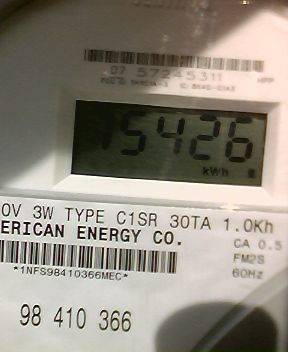 07 57245311
15426
kWh
0V 3W TYPE C1SR 30TA 1.0Kh
ERICAN ENERGY CO.
CA 0.5
FM2S
60Hz
*1NFS98410366MEC*
98 410 366